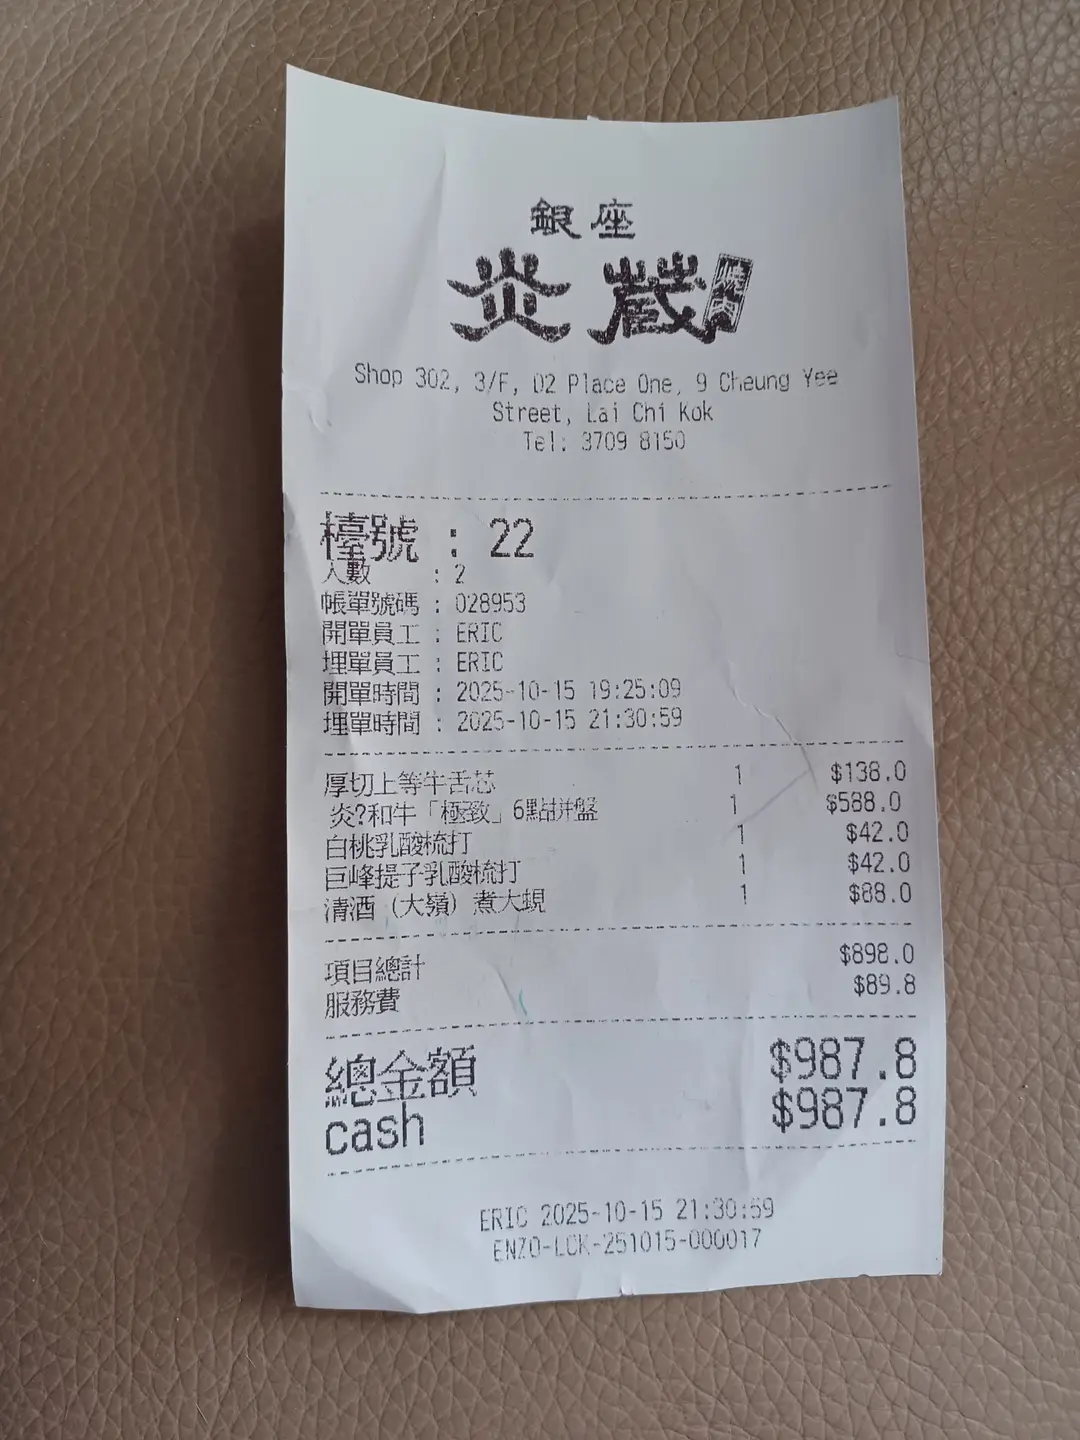 銀座
炎蔵 燒肉
Shop 302, 3/F, D2 Place One, 9 Cheung Yee
Street, Lai Chi Kok
Tel: 3709 8150
檯號 : 22
人數 : 2
帳單號碼 : 028953
開單員工 : ERIC
埋單員工 : ERIC
開單時間 : 2025-10-15 19:25:09
埋單時間 : 2025-10-15 21:30:59
厚切上等牛舌芯 1 $138.0
炎?和牛「極致」6點拼盤 1 $588.0
白桃乳酸梳打 1 $42.0
巨峰提子乳酸梳打 1 $42.0
清酒（大嶺）煮大蜆 1 $88.0
項目總計 $898.0
服務費 $89.8
總金額 $987.8
cash $987.8
ERIC 2025-10-15 21:30:59
ENZO-LCK-251015-000017